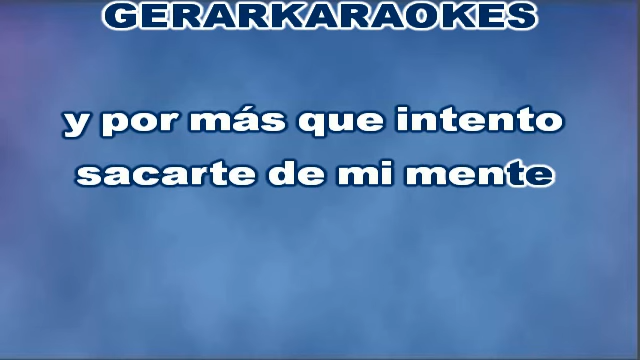 GERARKARAOKES
y por más que intento
sacarte de mi mente